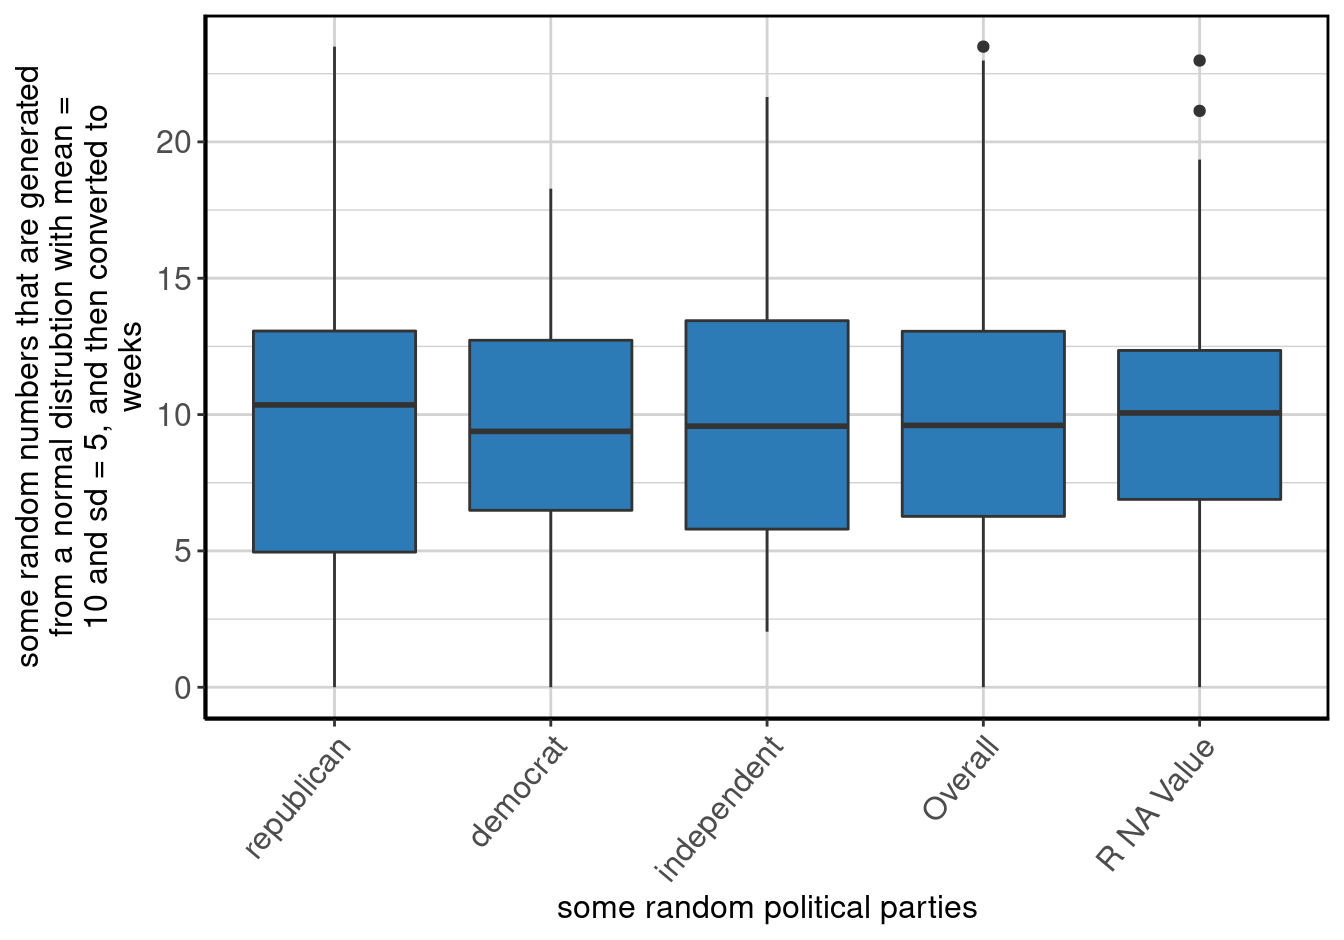 some random numbers that are generated
from a normal distrubtion with mean =
10 and sd = 5, and then converted to
weeks
20
15
10
5
0
republican
democrat
independent
Overall
R NA Value
some random political parties